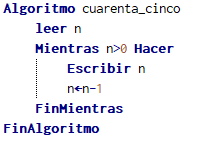 Algoritmo cuarenta_cinco
leer n
Mientras n>0 Hacer
Escribir n
n←n-1
FinMientras
FinAlgoritmo